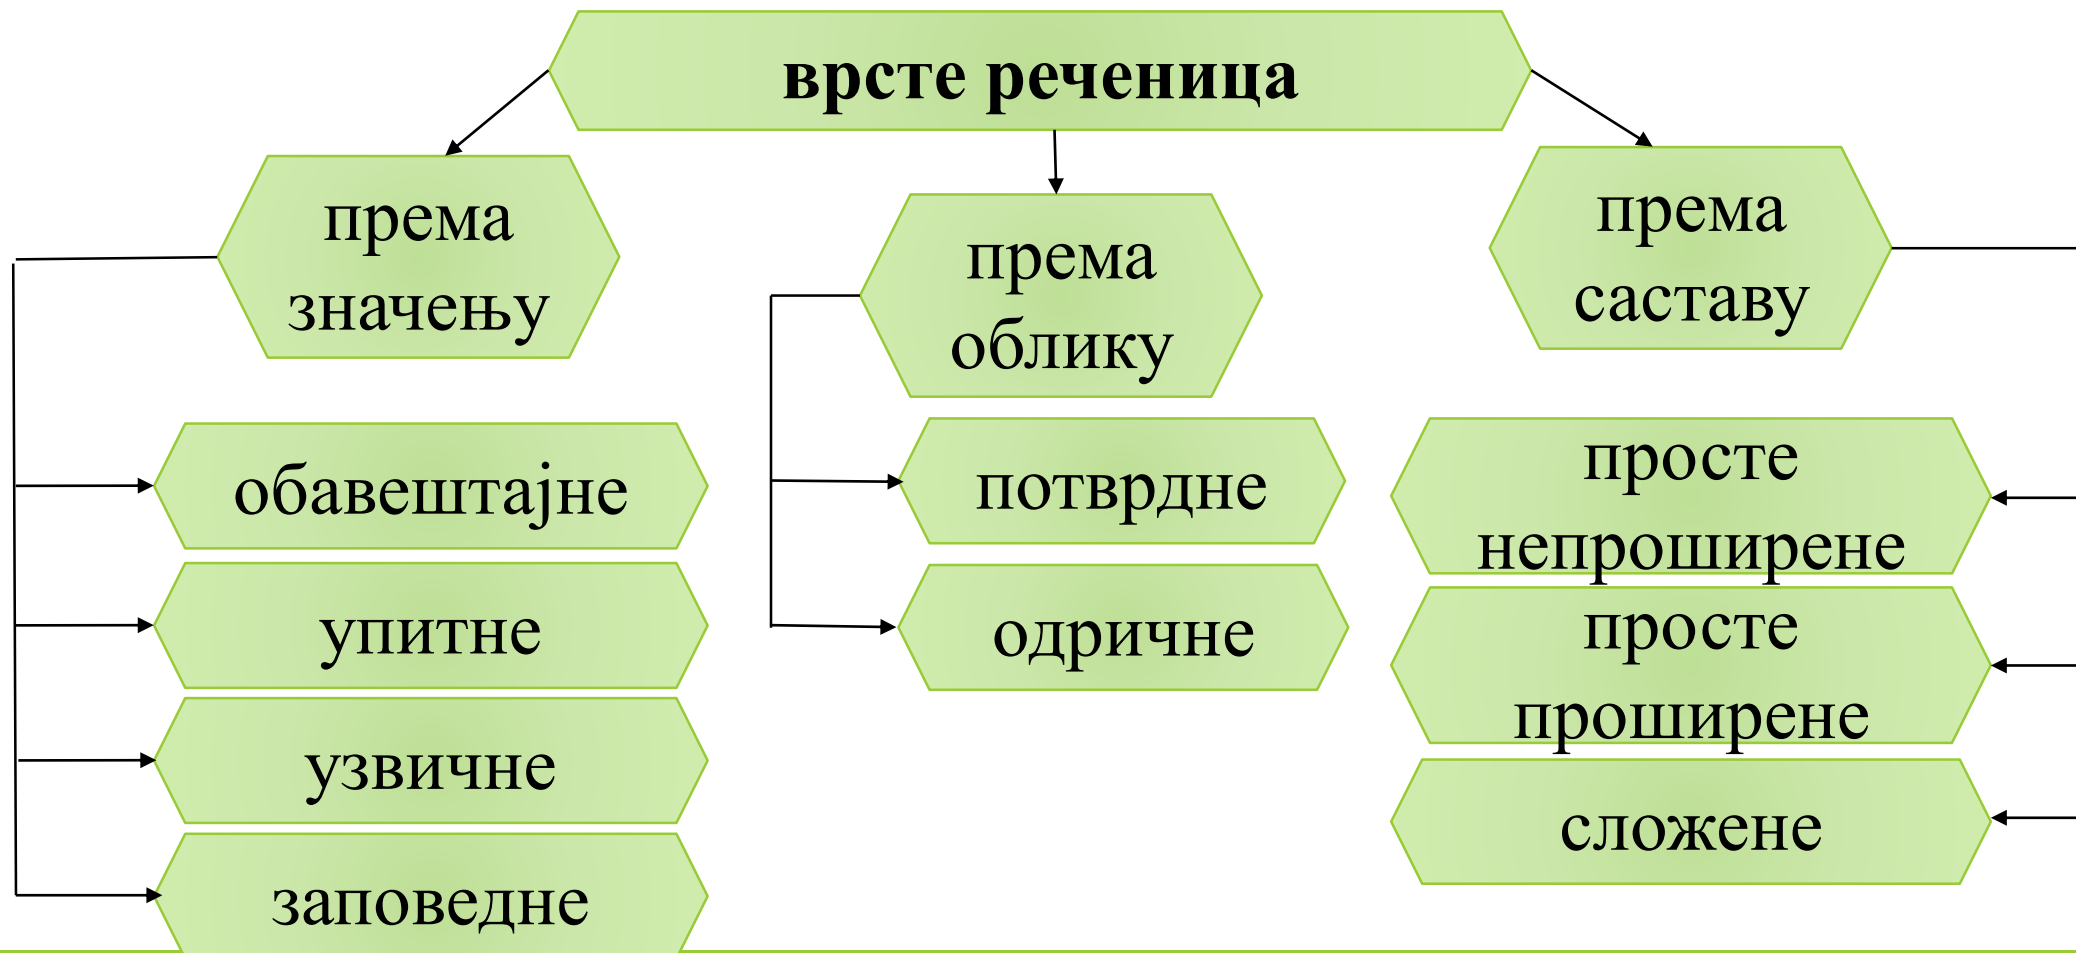 врсте реченица
према
значењу
обавештајне
упитне
узвичне
заповедне
према
облику
потврдне
одричне
према
саставу
просте
непроширене
просте
проширене
сложене